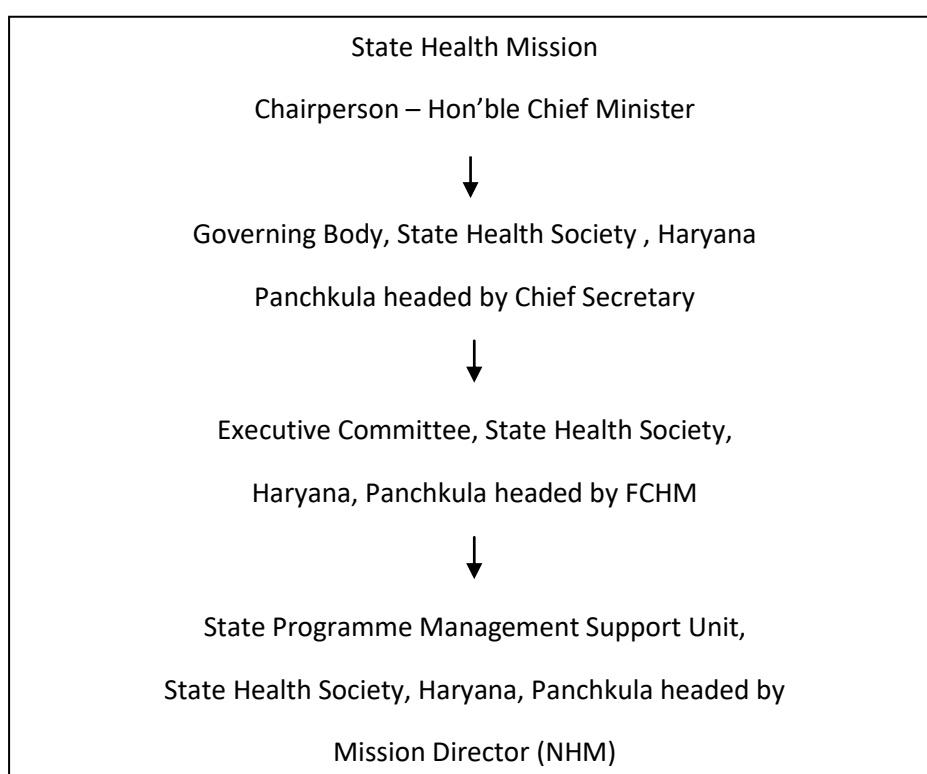 State Health Mission
Chairperson – Hon’ble Chief Minister
Governing Body, State Health Society , Haryana
Panchkula headed by Chief Secretary
Executive Committee, State Health Society,
Haryana, Panchkula headed by FCHM
State Programme Management Support Unit,
State Health Society, Haryana, Panchkula headed by
Mission Director (NHM)